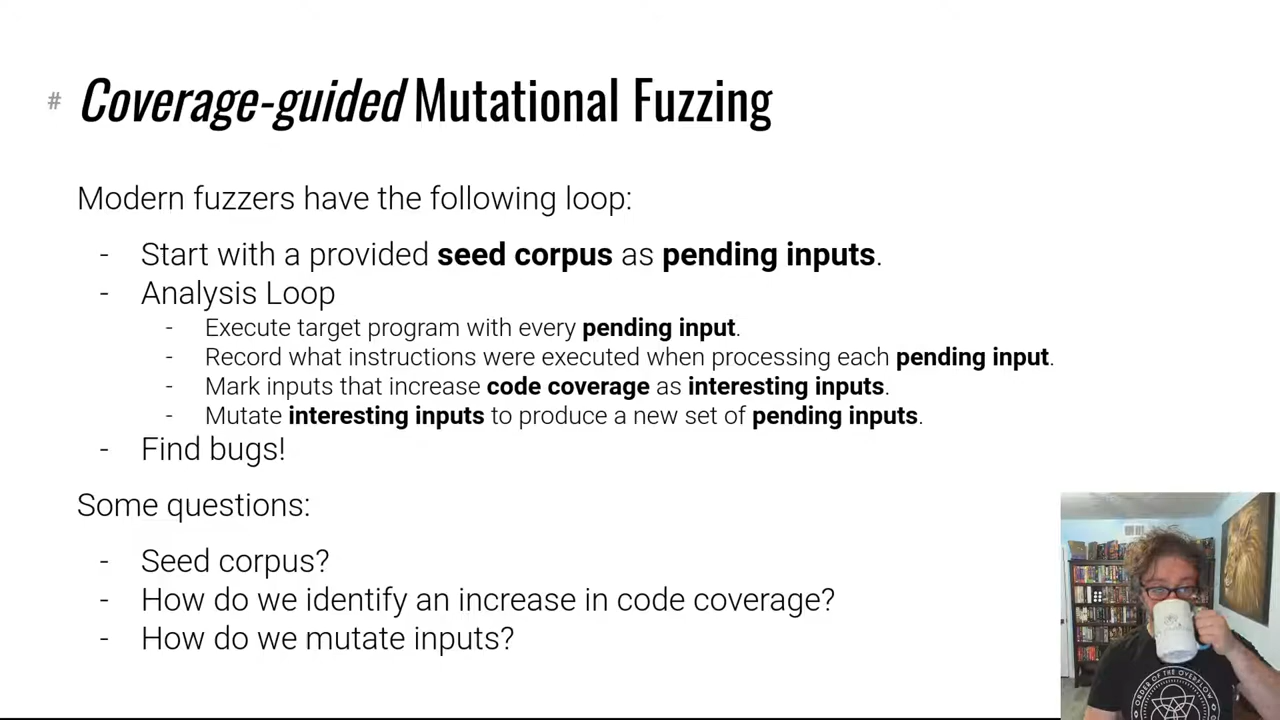 # Coverage-guided Mutational Fuzzing
Modern fuzzers have the following loop:
- Start with a provided seed corpus as pending inputs.
- Analysis Loop
- Execute target program with every pending input.
- Record what instructions were executed when processing each pending input.
- Mark inputs that increase code coverage as interesting inputs.
- Mutate interesting inputs to produce a new set of pending inputs.
- Find bugs!
Some questions:
- Seed corpus?
- How do we identify an increase in code coverage?
- How do we mutate inputs?
ORDER OF THE OVERFLOW